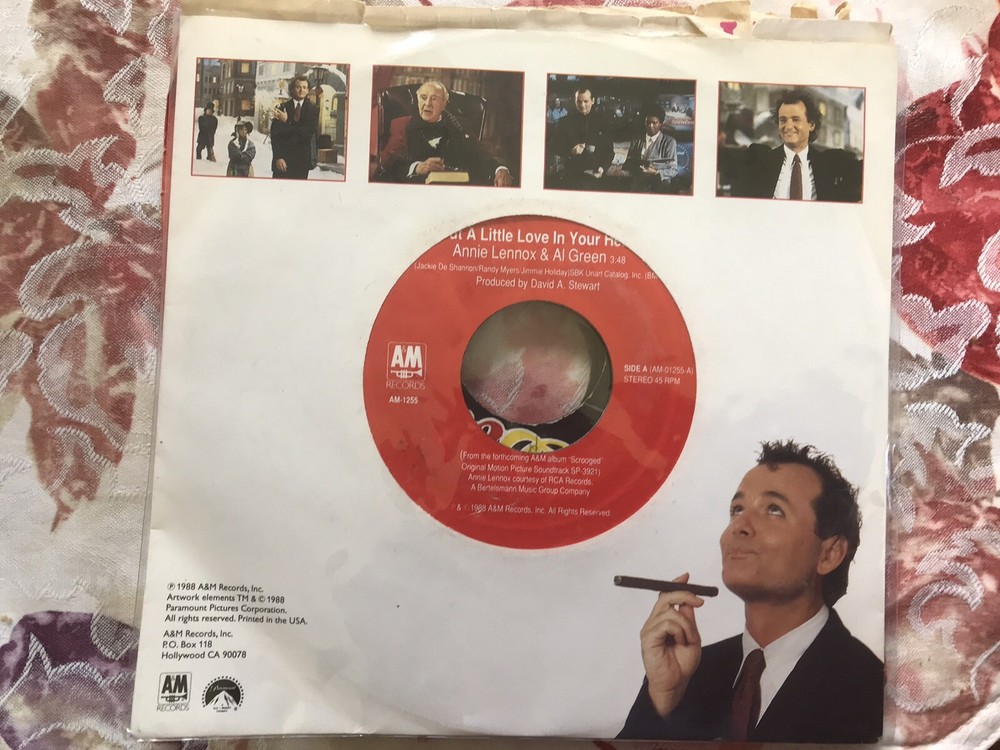 ut A Little Love In Your He
Annie Lennox & Al Green 3:48
(Jackie De Shannon/Randy Myers/Jimmie Holiday)SBK Unart Catalog. Inc. (BM
Produced by David A. Stewart
A&M
RECORDS
AM-1255
SIDE A (AM-01255-A)
STEREO 45 RPM
(From the forthcoming A&M album "Scrooged"
Original Motion Picture Soundtrack SP-3921)
Annie Lennox courtesy of RCA Records.
A Bertelsmann Music Group Company
& © 1988 A&M Records, Inc. All Rights Reserved.
℗ 1988 A&M Records, Inc.
Artwork elements TM & © 1988
Paramount Pictures Corporation.
All rights reserved. Printed in the USA.
A&M Records, Inc.
P.O. Box 118
Hollywood CA 90078
A&M
RECORDS
Paramount